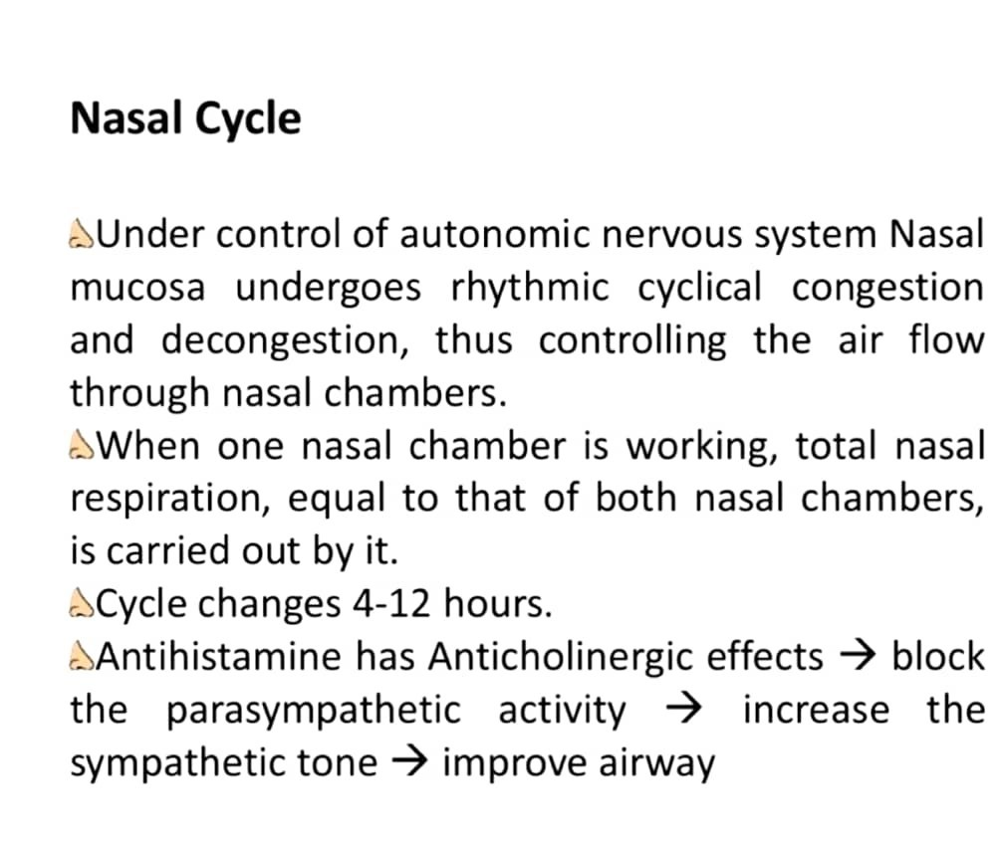 Nasal Cycle
Under control of autonomic nervous system Nasal
mucosa undergoes rhythmic cyclical congestion
and decongestion, thus controlling the air flow
through nasal chambers.
When one nasal chamber is working, total nasal
respiration, equal to that of both nasal chambers,
is carried out by it.
Cycle changes 4-12 hours.
Antihistamine has Anticholinergic effects → block
the parasympathetic activity → increase the
sympathetic tone → improve airway